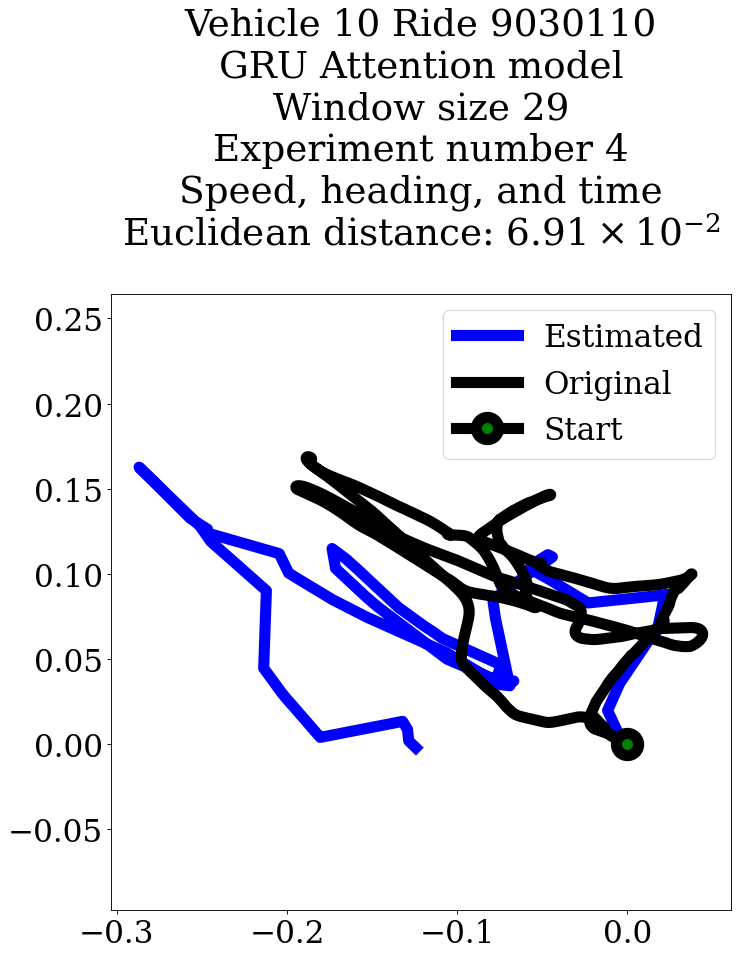 Vehicle 10 Ride 9030110
GRU Attention model
Window size 29
Experiment number 4
Speed, heading, and time
Euclidean distance: 6.91 × 10⁻²
Estimated
Original
Start
0.25
0.20
0.15
0.10
0.05
0.00
−0.05
−0.3
−0.2
−0.1
0.0